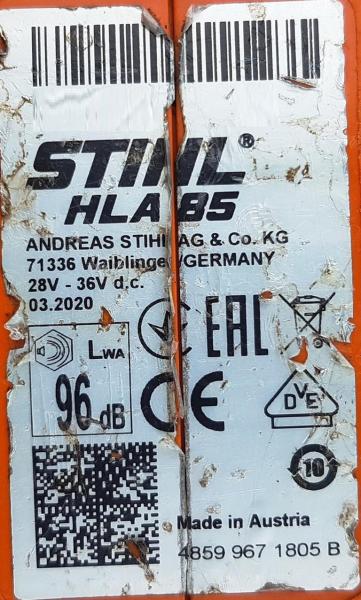 STIHL®
HLA 85
ANDREAS STIHL AG & Co. KG
71336 Waiblingen/GERMANY
28V - 36V d.c.
03.2020
LWA
96 dB
EAC
CE
DVE
10
Made in Austria
4859 967 1805 B